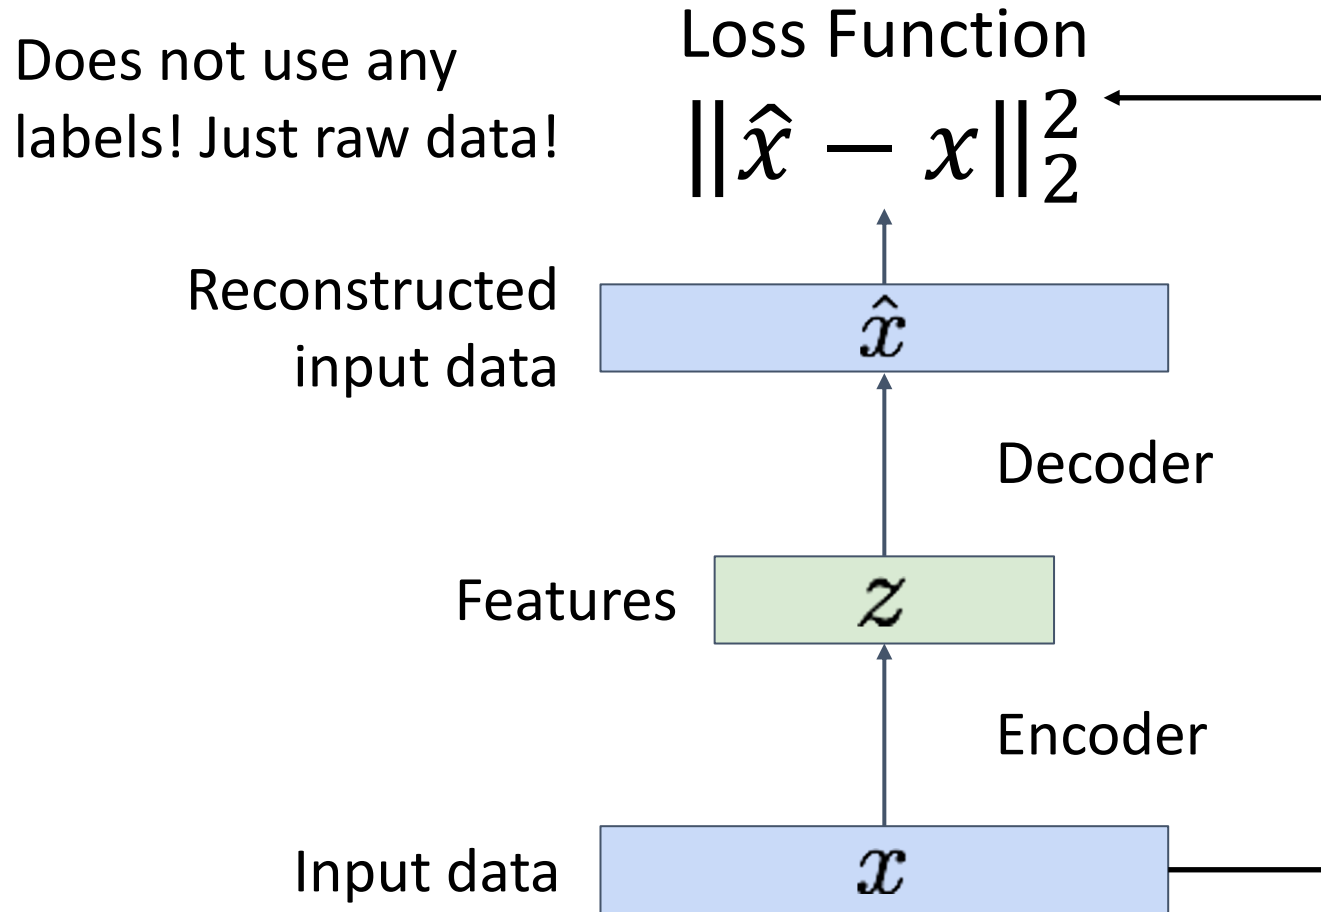 Does not use any
labels! Just raw data!
Loss Function
‖x̂ − x‖₂²
Reconstructed
input data
x̂
Decoder
Features
z
Encoder
Input data
x